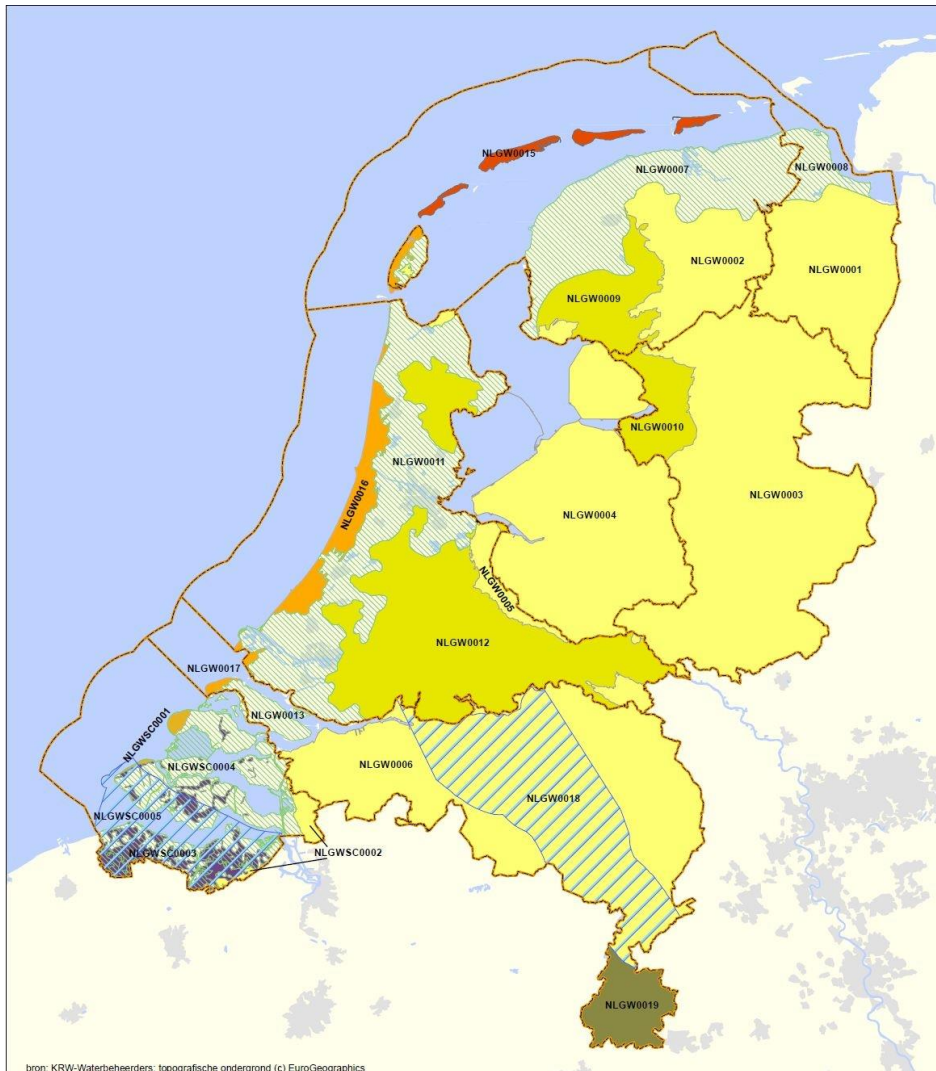 NLGW0015
NLGW0007
NLGW0008
NLGW0002
NLGW0001
NLGW0009
NLGW0010
NLGW0011
NLGW0016
NLGW0004
NLGW0003
NLGW0005
NLGW0012
NLGW0017
NLGW0013
NLGWSC0001
NLGWSC0004
NLGW0006
NLGW0018
NLGWSC0005
NLGWSC0003
NLGWSC0002
NLGW0019
bron: KRW-Waterbeheerders; topografische ondergrond (c) EuroGeographics